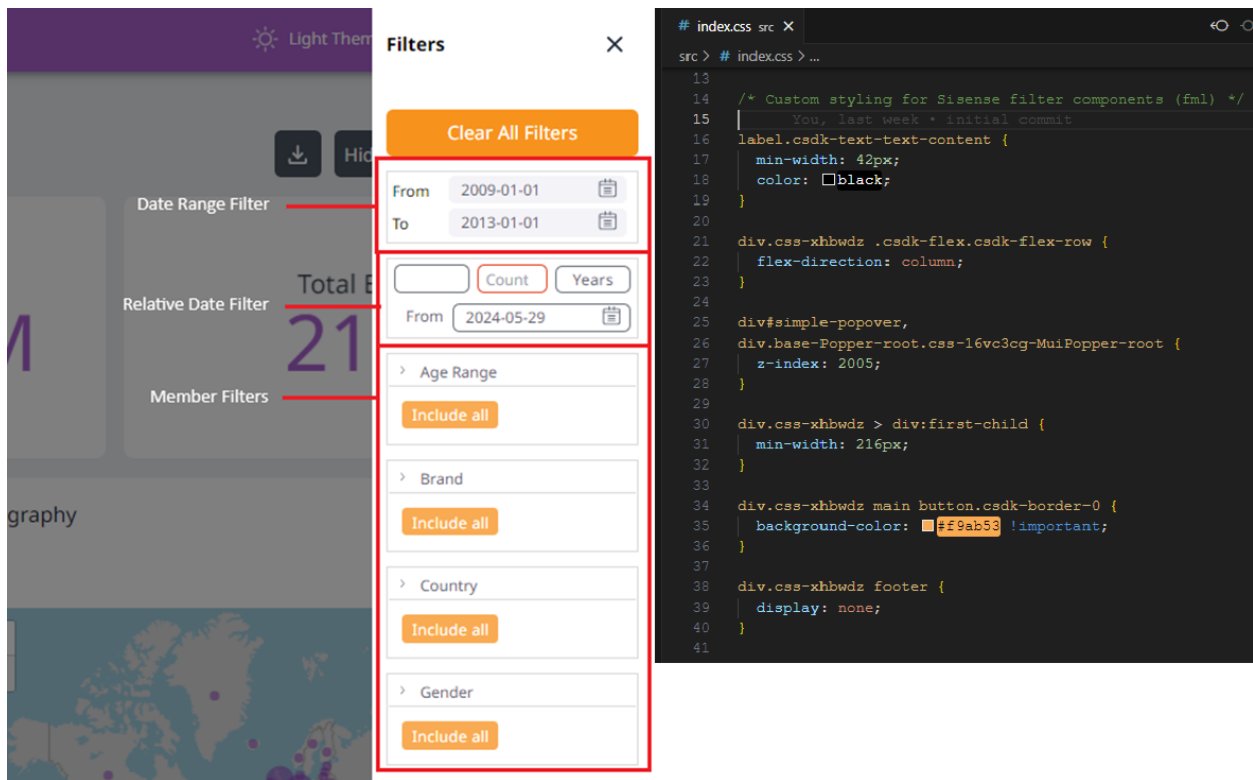 Light Them
Hid
Total E
M
21
graphy
Date Range Filter
Relative Date Filter
Member Filters
Filters
Clear All Filters
From 2009-01-01
To 2013-01-01
Count Years
From 2024-05-29
Age Range
Include all
Brand
Include all
Country
Include all
Gender
Include all
# index.css src ×
src > # index.css > ...
13
14 /* Custom styling for Sisense filter components (fml) */
15 You, last week • initial commit
16 label.csdk-text-text-content {
17 min-width: 42px;
18 color: black;
19 }
20
21 div.css-xhbwdz .csdk-flex.csdk-flex-row {
22 flex-direction: column;
23 }
24
25 div#simple-popover,
26 div.base-Popper-root.css-16vc3cg-MuiPopper-root {
27 z-index: 2005;
28 }
29
30 div.css-xhbwdz > div:first-child {
31 min-width: 216px;
32 }
33
34 div.css-xhbwdz main button.csdk-border-0 {
35 background-color: #f9ab53 !important;
36 }
37
38 div.css-xhbwdz footer {
39 display: none;
40 }
41